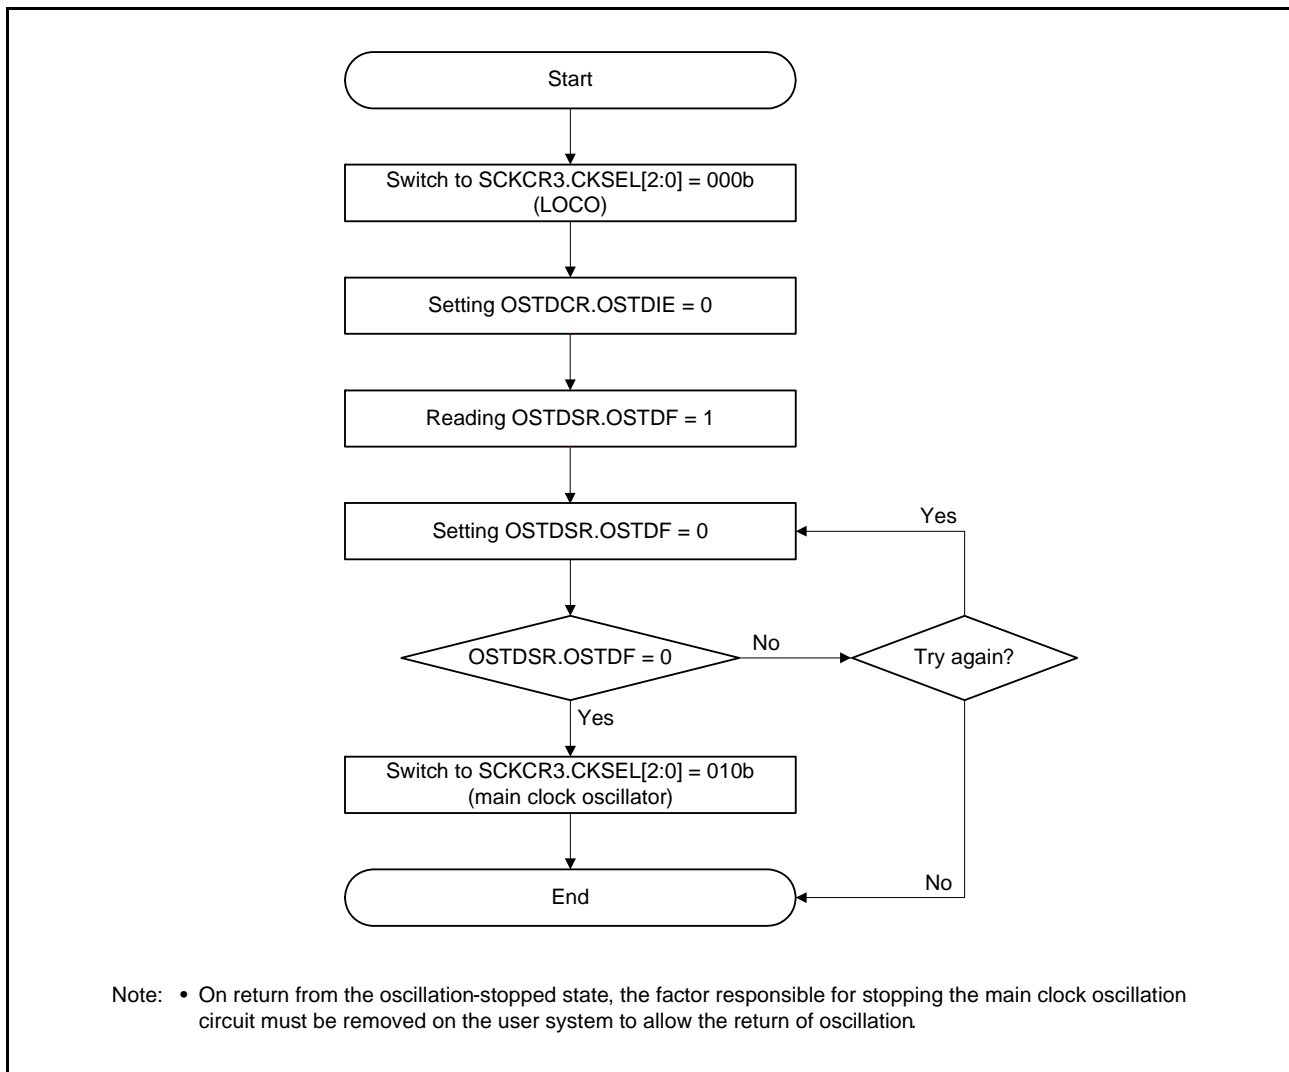 Start
Switch to SCKCR3.CKSEL[2:0] = 000b
(LOCO)
Setting OSTDCR.OSTDIE = 0
Reading OSTDSR.OSTDF = 1
Setting OSTDSR.OSTDF = 0
Yes
OSTDSR.OSTDF = 0
No
Try again?
Yes
Switch to SCKCR3.CKSEL[2:0] = 010b
(main clock oscillator)
End
No
Note: • On return from the oscillation-stopped state, the factor responsible for stopping the main clock oscillation
circuit must be removed on the user system to allow the return of oscillation.